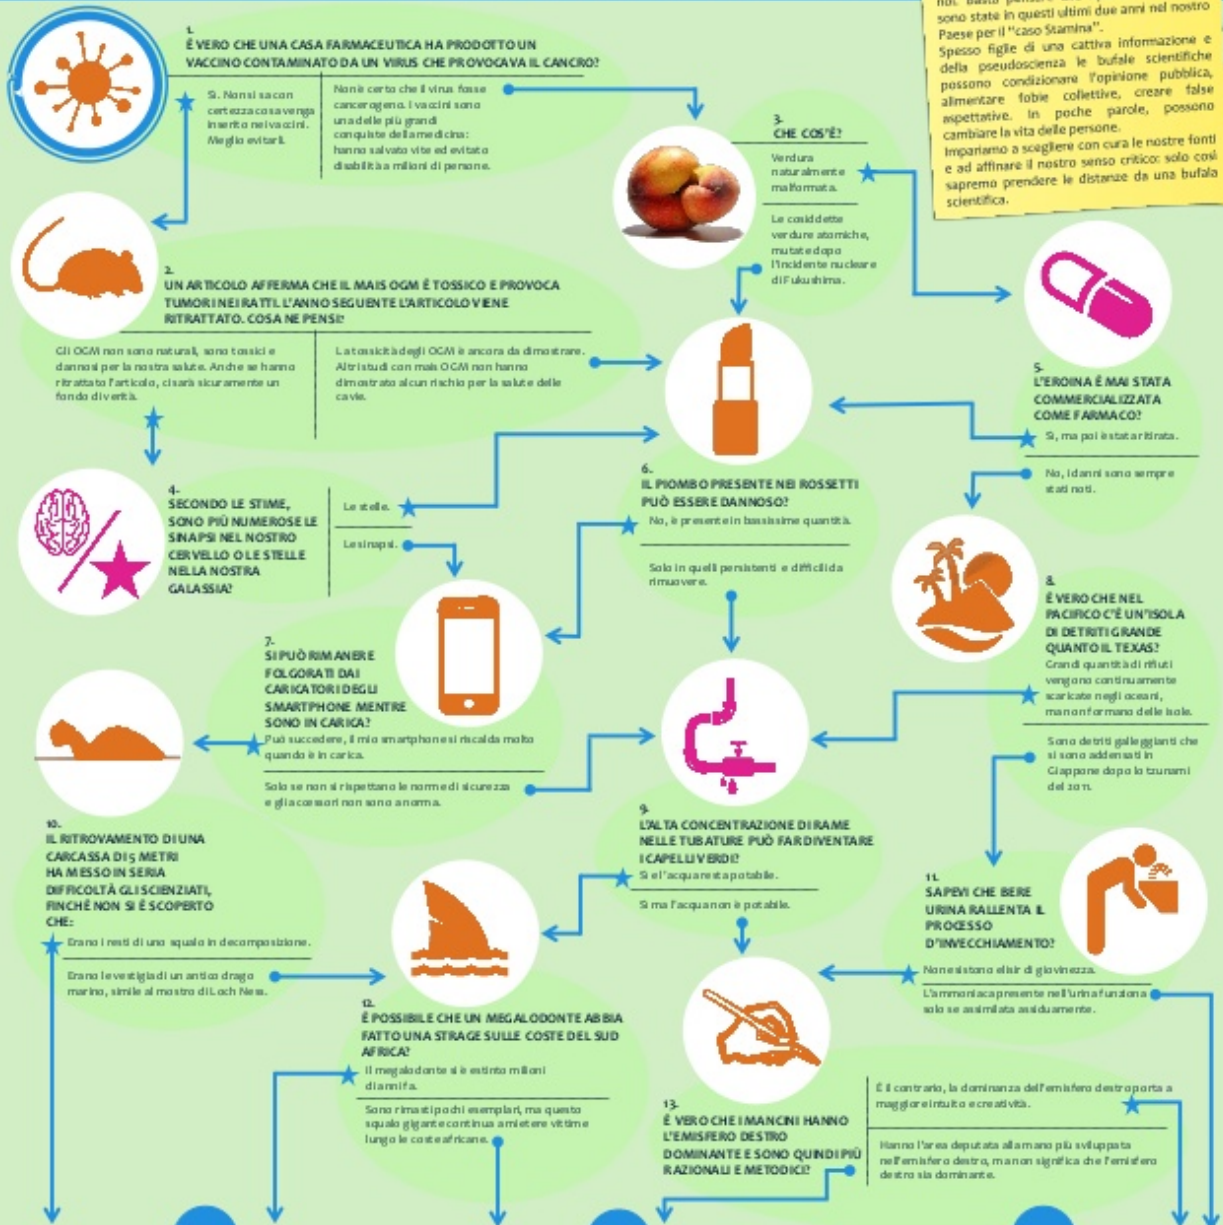 noi. Basta
sono state in questi ultimi due anni nel nostro
Paese per il "caso Stamina".
Spesso figlie di una cattiva informazione e
della pseudoscienza le bufale scientifiche
possono condizionare l'opinione pubblica,
alimentare fobie collettive, creare false
aspettative. In poche parole, possono
cambiare la vita delle persone.
Impariamo a scegliere con cura le nostre fonti
e ad affinare il nostro senso critico: solo così
sapremo prendere le distanze da una bufala
scientifica.
1.
È VERO CHE UNA CASA FARMACEUTICA HA PRODOTTO UN
VACCINO CONTAMINATO DA UN VIRUS CHE PROVOCAVA IL CANCRO?
Sì. Non si sa con
certezza cosa venga
inserito nei vaccini.
Meglio evitarli.
Non è certo che il virus fosse
cancerogeno. I vaccini sono
una delle più grandi
conquiste della medicina:
hanno salvato vite ed evitato
disabilità a milioni di persone.
2.
UN ARTICOLO AFFERMA CHE IL MAIS OGM È TOSSICO E PROVOCA
TUMORI NEI RATTI. L'ANNO SEGUENTE L'ARTICOLO VIENE
RITRATTATO. COSA NE PENSI?
Gli OGM non sono naturali, sono tossici e
dannosi per la nostra salute. Anche se hanno
ritrattato l'articolo, ci sarà sicuramente un
fondo di verità.
La tossicità degli OGM è ancora da dimostrare.
Altri studi con mais OGM non hanno
dimostrato alcun rischio per la salute delle
cavie.
3.
CHE COS'È?
Verdura
naturalmente
malformata.
Le cosiddette
verdure atomiche,
mutate dopo
l'incidente nucleare
di Fukushima.
4.
SECONDO LE STIME,
SONO PIÙ NUMEROSE LE
SINAPSI NEL NOSTRO
CERVELLO O LE STELLE
NELLA NOSTRA
GALASSIA?
Le stelle.
Le sinapsi.
5.
L'EROINA È MAI STATA
COMMERCIALIZZATA
COME FARMACO?
Sì, ma poi è stata ritirata.
No, i danni sono sempre
stati noti.
6.
IL PIOMBO PRESENTE NEI ROSSETTI
PUÒ ESSERE DANNOSO?
No, è presente in bassissime quantità.
Solo in quelli persistenti e difficili da
rimuovere.
7.
SI PUÒ RIMANERE
FOLGORATI DAI
CARICATORI DEGLI
SMARTPHONE MENTRE
SONO IN CARICA?
Può succedere, il mio smartphone si riscalda molto
quando è in carica.
Solo se non si rispettano le norme di sicurezza
e gli accessori non sono a norma.
8.
È VERO CHE NEL
PACIFICO C'È UN'ISOLA
DI DETRITI GRANDE
QUANTO IL TEXAS?
Grandi quantità di rifiuti
vengono continuamente
scaricate negli oceani,
ma non formano delle isole.
Sono detriti galleggianti che
si sono addensati in
Giappone dopo lo tzunami
del 2011.
9.
L'ALTA CONCENTRAZIONE DI RAME
NELLE TUBATURE PUÒ FAR DIVENTARE
I CAPELLI VERDI?
Sì e l'acqua resta potabile.
Sì ma l'acqua non è potabile.
10.
IL RITROVAMENTO DI UNA
CARCASSA DI 5 METRI
HA MESSO IN SERIA
DIFFICOLTÀ GLI SCIENZIATI,
FINCHÈ NON SI È SCOPERTO
CHE:
Erano i resti di uno squalo in decomposizione.
Erano le vestigia di un antico drago
marino, simile al mostro di Loch Ness.
11.
SAPEVI CHE BERE
URINA RALLENTA IL
PROCESSO
D'INVECCHIAMENTO?
Non esistono elisir di giovinezza.
L'ammoniaca presente nell'urina funziona
solo se assimilata assiduamente.
12.
È POSSIBILE CHE UN MEGALODONTE ABBIA
FATTO UNA STRAGE SULLE COSTE DEL SUD
AFRICA?
Il megalodonte si è estinto milioni
di anni fa.
Sono rimasti pochi esemplari, ma questo
squalo gigante continua a mietere vittime
lungo le coste africane.
13.
È VERO CHE I MANCINI HANNO
L'EMISFERO DESTRO
DOMINANTE E SONO QUINDI PIÙ
RAZIONALI E METODICI?
È il contrario, la dominanza dell'emisfero destro porta a
maggiore intuito e creatività.
Hanno l'area deputata alla mano più sviluppata
nell'emisfero destro, ma non significa che l'emisfero
destro sia dominante.